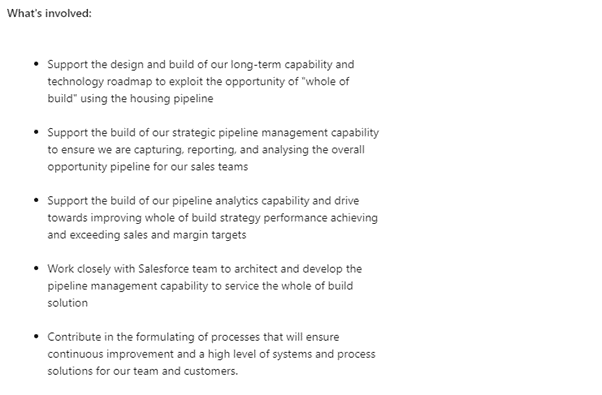 What's involved:
• Support the design and build of our long-term capability and
technology roadmap to exploit the opportunity of "whole of
build" using the housing pipeline
• Support the build of our strategic pipeline management capability
to ensure we are capturing, reporting, and analysing the overall
opportunity pipeline for our sales teams
• Support the build of our pipeline analytics capability and drive
towards improving whole of build strategy performance achieving
and exceeding sales and margin targets
• Work closely with Salesforce team to architect and develop the
pipeline management capability to service the whole of build
solution
• Contribute in the formulating of processes that will ensure
continuous improvement and a high level of systems and process
solutions for our team and customers.